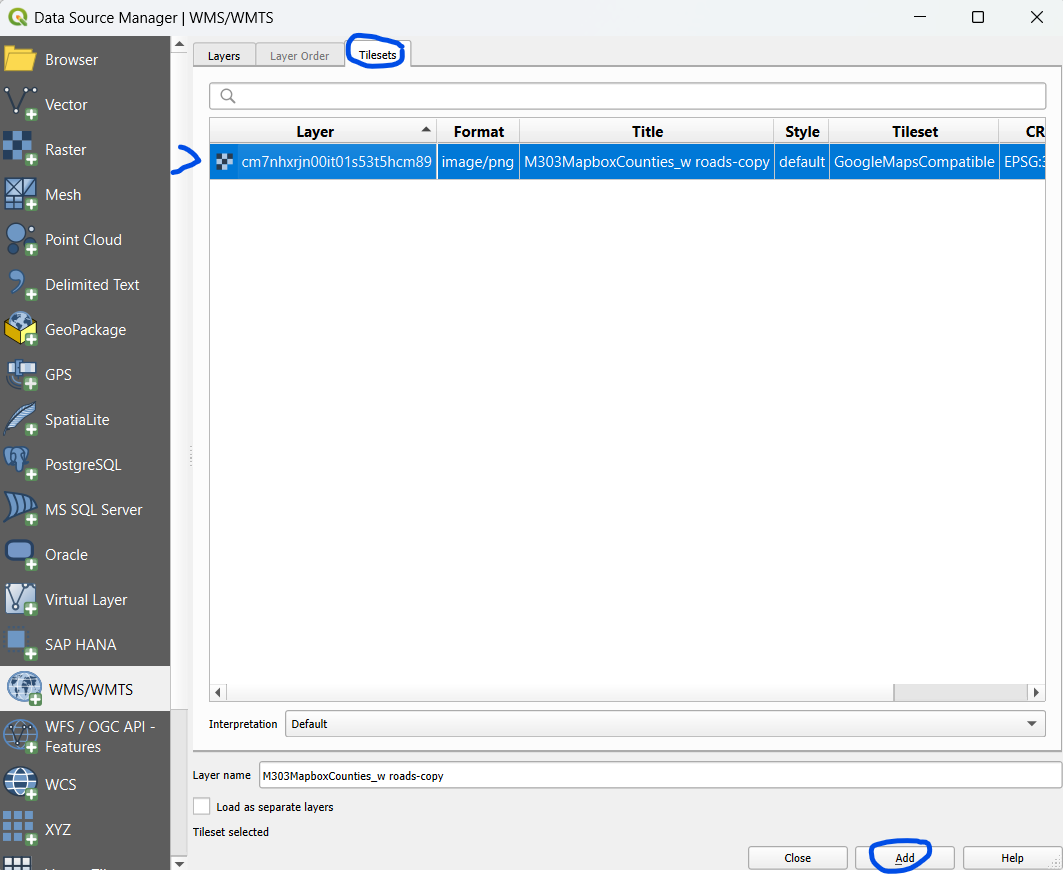 Data Source Manager | WMS/WMTS
Browser
Vector
Raster
Mesh
Point Cloud
Delimited Text
GeoPackage
GPS
SpatiaLite
PostgreSQL
MS SQL Server
Oracle
Virtual Layer
SAP HANA
WMS/WMTS
WFS / OGC API -
Features
WCS
XYZ
Layers Layer Order Tilesets
Layer Format Title Style Tileset CR
cm7nhxrjn00it01s53t5hcm89 image/png M303MapboxCounties_w roads-copy default GoogleMapsCompatible EPSG:3
Interpretation Default
Layer name M303MapboxCounties_w roads-copy
Load as separate layers
Tileset selected
Close Add Help